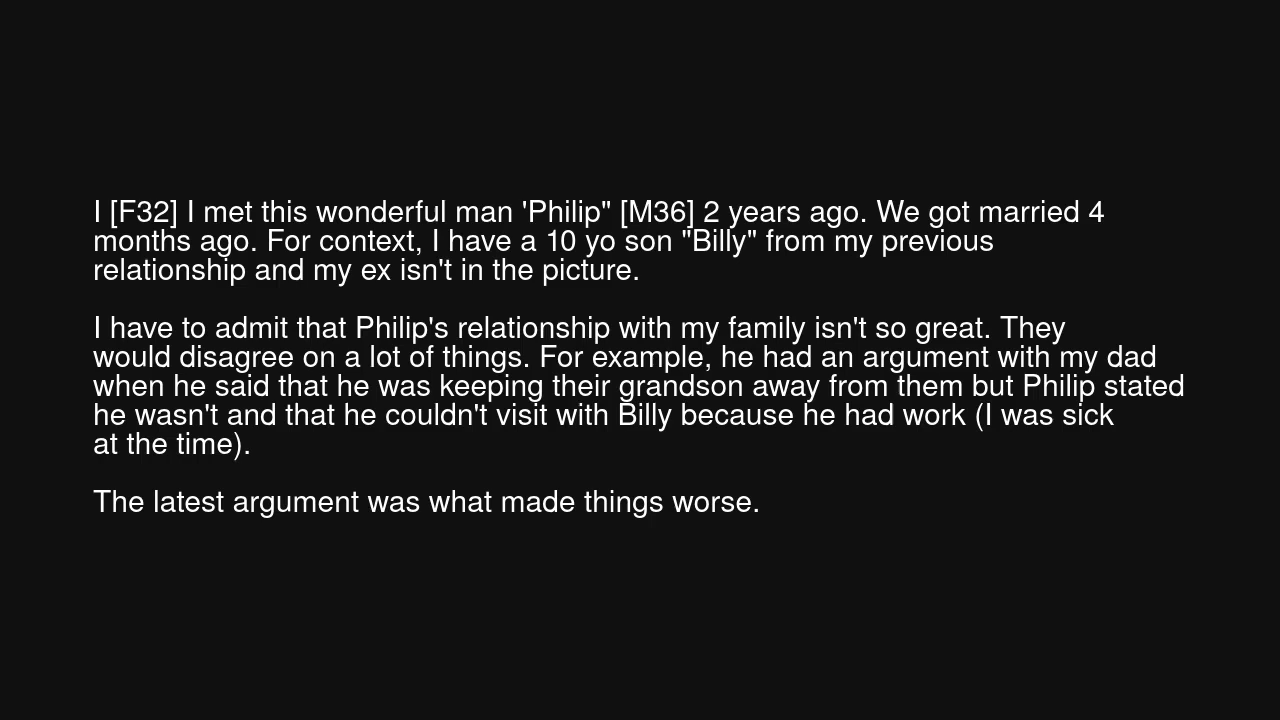 I [F32] I met this wonderful man 'Philip" [M36] 2 years ago. We got married 4
months ago. For context, I have a 10 yo son "Billy" from my previous
relationship and my ex isn't in the picture.
I have to admit that Philip's relationship with my family isn't so great. They
would disagree on a lot of things. For example, he had an argument with my dad
when he said that he was keeping their grandson away from them but Philip stated
he wasn't and that he couldn't visit with Billy because he had work (I was sick
at the time).
The latest argument was what made things worse.